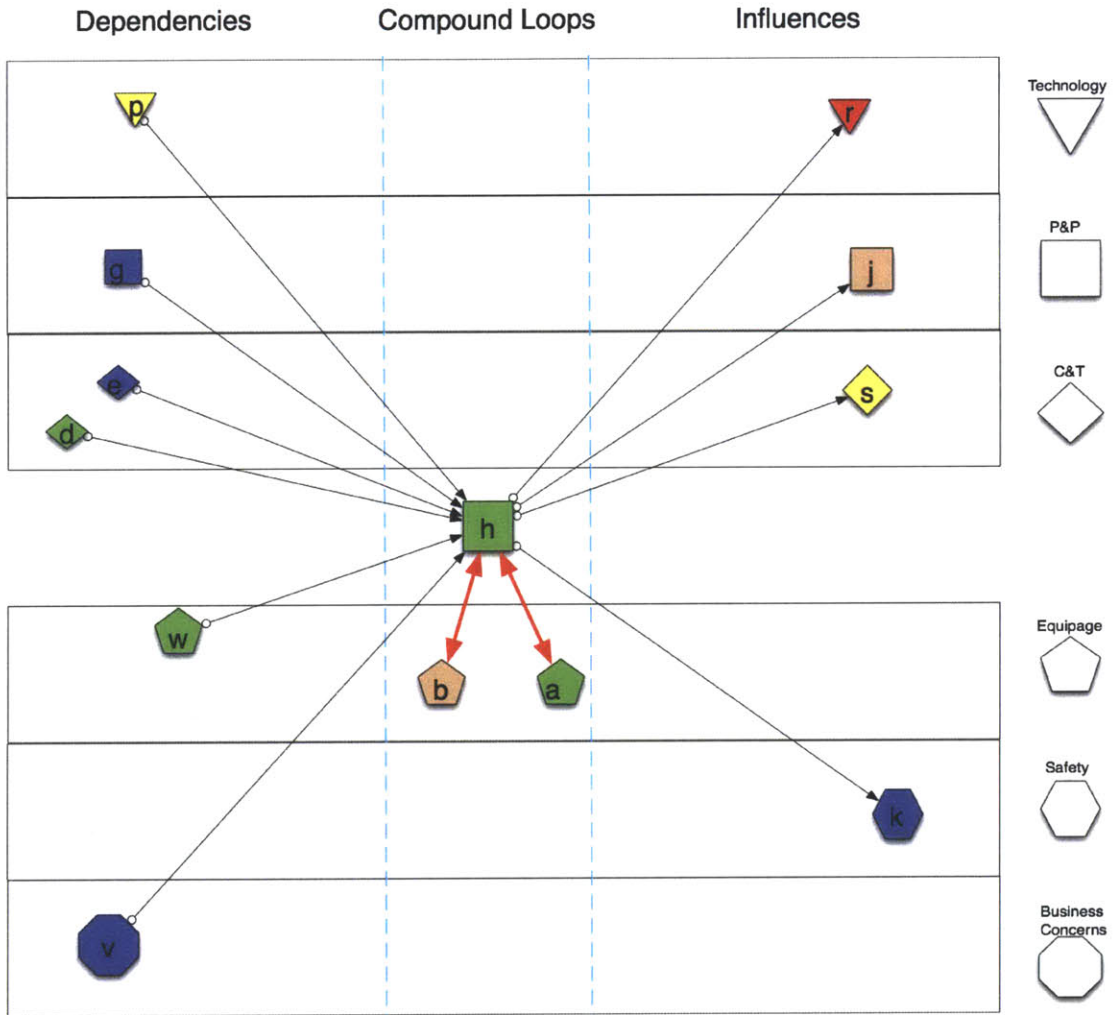 Dependencies
Compound Loops
Influences
p
r
Technology
g
j
P&P
e
d
s
C&T
h
w
b
a
Equipage
k
Safety
v
Business
Concerns